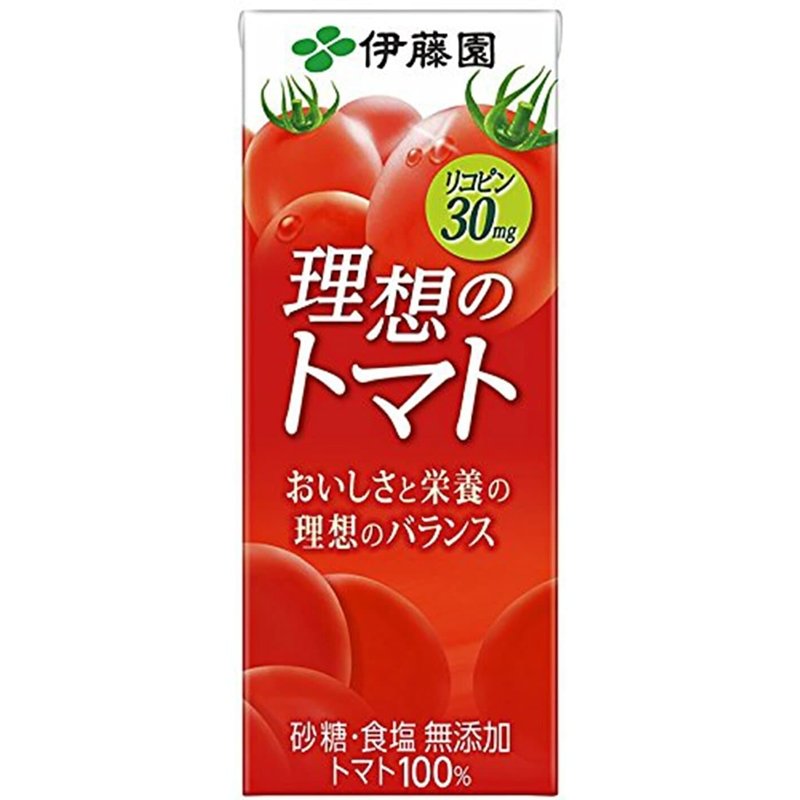 伊藤園
リコピン
30mg
理想の
トマト
おいしさと栄養の
理想のバランス
砂糖・食塩 無添加
トマト100%